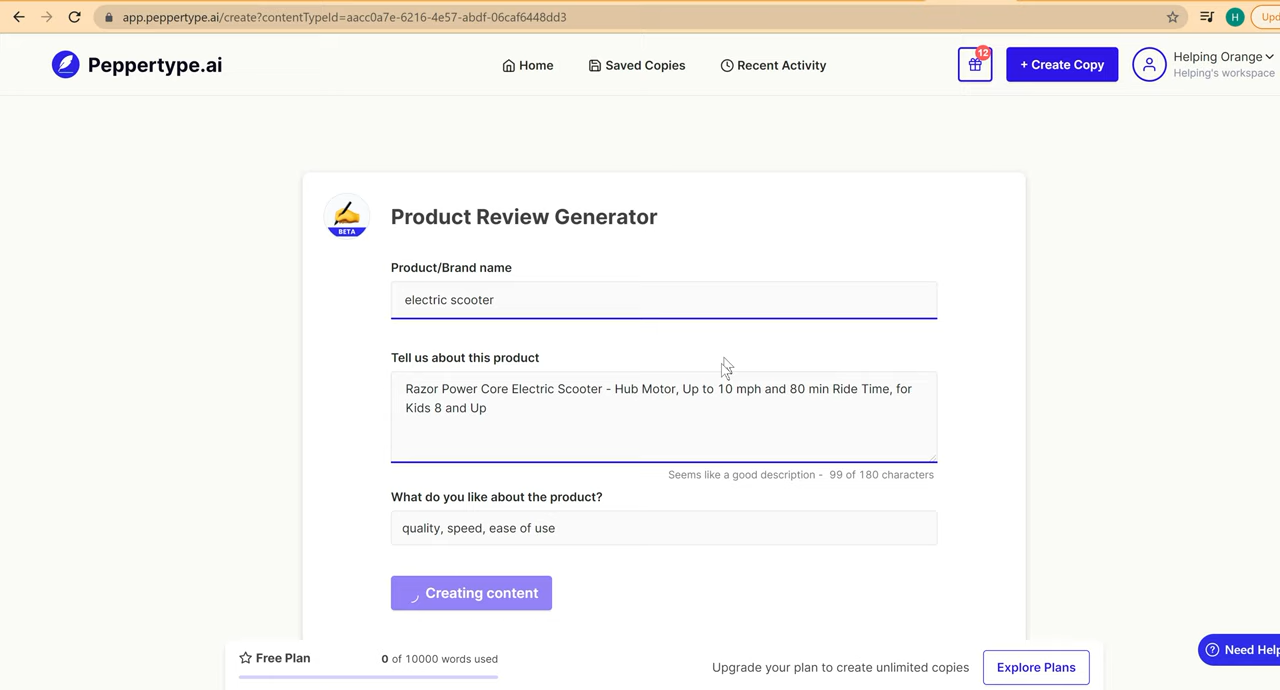 app.peppertype.ai/create?contentTypeId=aacc0a7e-6216-4e57-abdf-06caf6448dd3
H
Upd
Peppertype.ai
Home
Saved Copies
Recent Activity
12
+ Create Copy
Helping Orange
Helping's workspace
BETA
Product Review Generator
Product/Brand name
electric scooter
Tell us about this product
Razor Power Core Electric Scooter - Hub Motor, Up to 10 mph and 80 min Ride Time, for
Kids 8 and Up
Seems like a good description - 99 of 180 characters
What do you like about the product?
quality, speed, ease of use
Creating content
Free Plan
0 of 10000 words used
Upgrade your plan to create unlimited copies
Explore Plans
Need Help